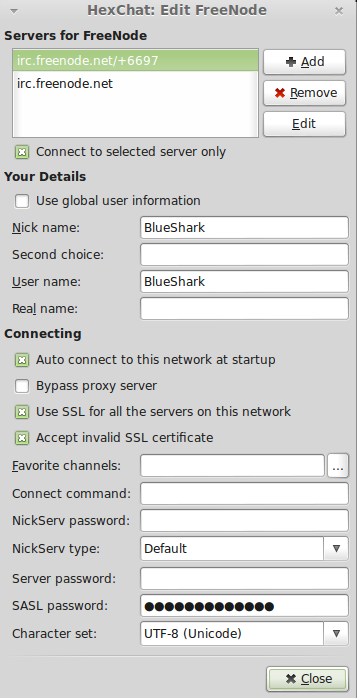 HexChat: Edit FreeNode
Servers for FreeNode
irc.freenode.net/+6697
irc.freenode.net
Add
Remove
Edit
Connect to selected server only
Your Details
Use global user information
Nick name: BlueShark
Second choice:
User name: BlueShark
Real name:
Connecting
Auto connect to this network at startup
Bypass proxy server
Use SSL for all the servers on this network
Accept invalid SSL certificate
Favorite channels: ...
Connect command:
NickServ password:
NickServ type: Default
Server password:
SASL password: ●●●●●●●●●●●●●
Character set: UTF-8 (Unicode)
Close